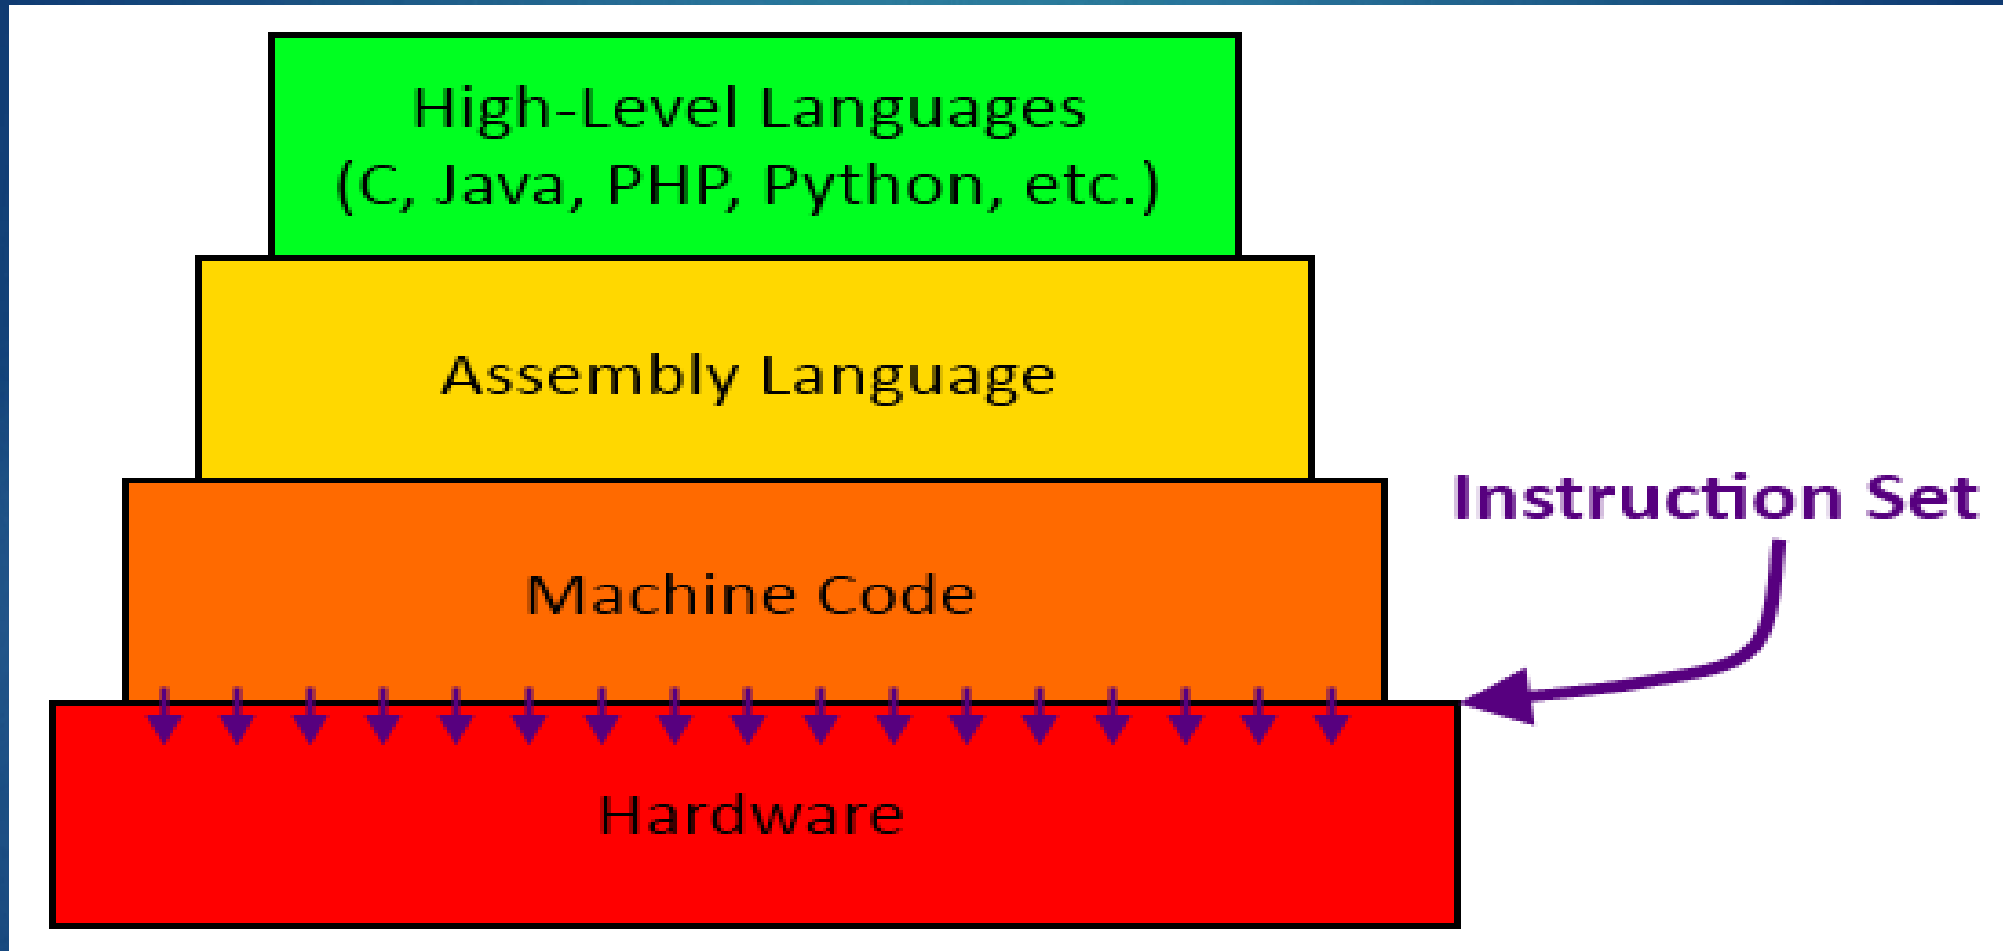 High-Level Languages
(C, Java, PHP, Python, etc.)
Assembly Language
Instruction Set
Machine Code
Hardware